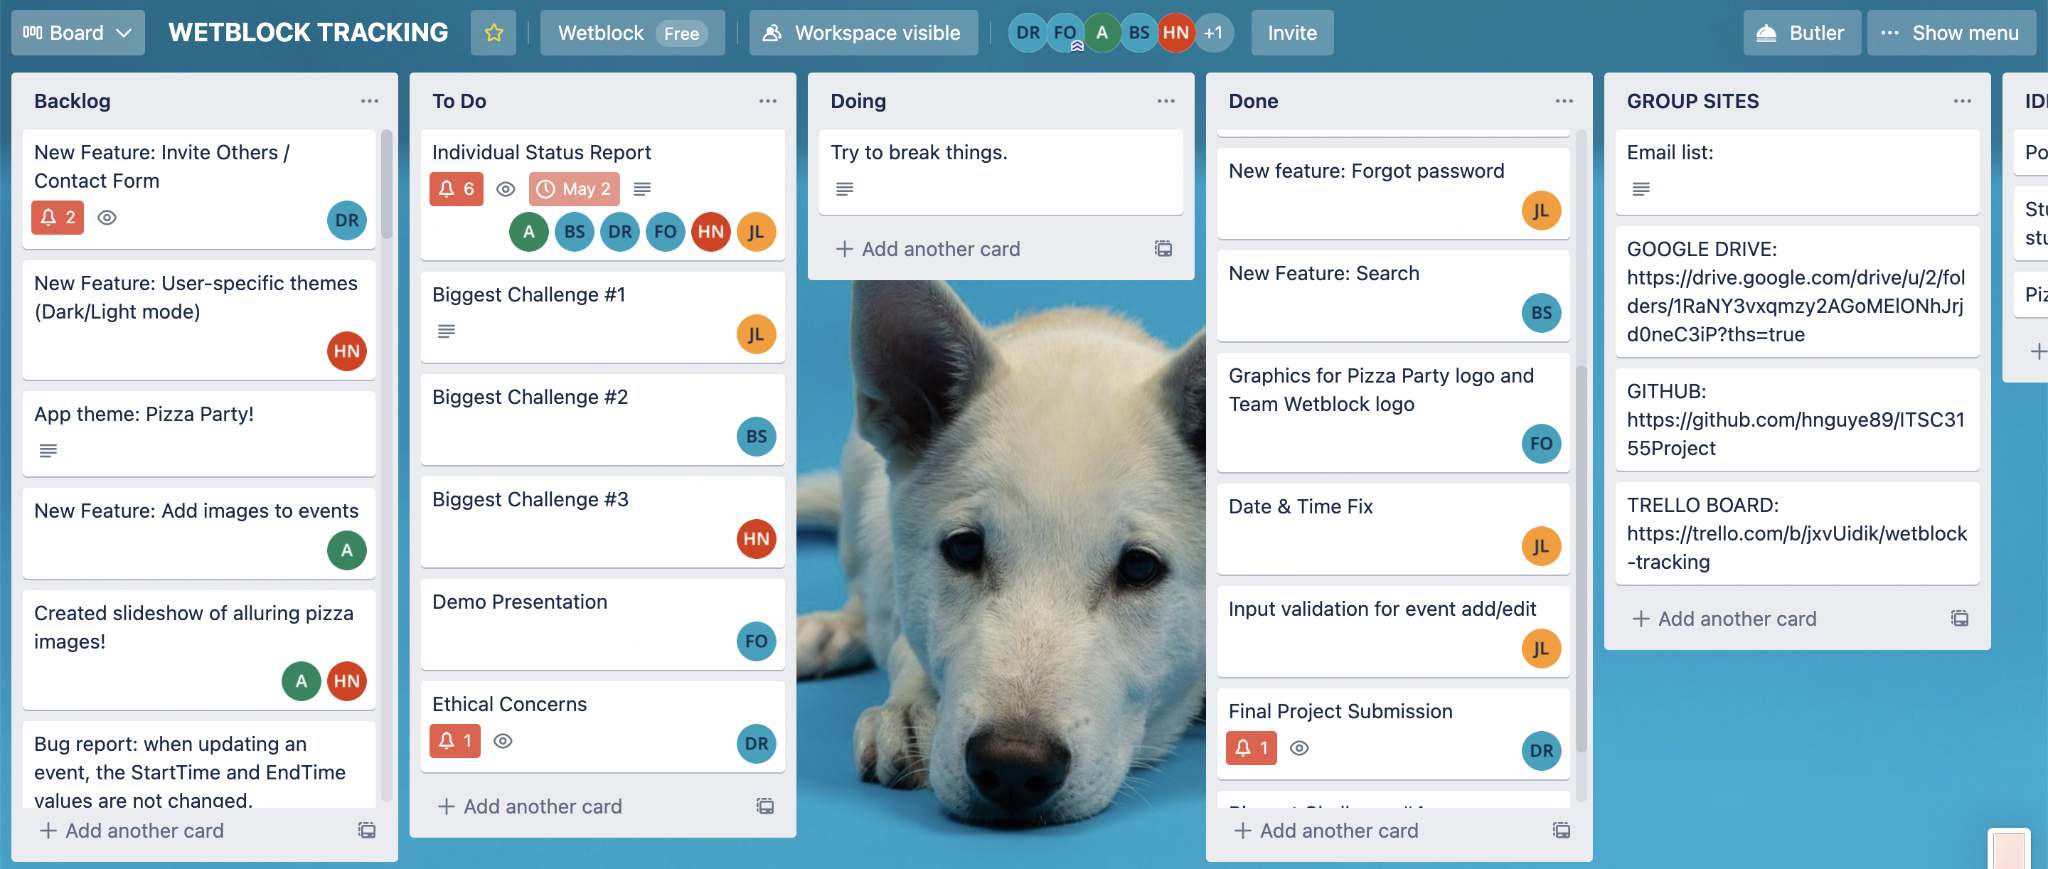 Board
WETBLOCK TRACKING
Wetblock Free
Workspace visible
DR FO A BS HN +1
Invite
Butler
Show menu
Backlog
New Feature: Invite Others /
Contact Form
2
DR
New Feature: User-specific themes
(Dark/Light mode)
HN
App theme: Pizza Party!
New Feature: Add images to events
A
Created slideshow of alluring pizza
images!
A HN
Bug report: when updating an
event, the StartTime and EndTime
values are not changed.
Add another card
To Do
Individual Status Report
6 May 2
A BS DR FO HN JL
Biggest Challenge #1
JL
Biggest Challenge #2
BS
Biggest Challenge #3
HN
Demo Presentation
FO
Ethical Concerns
1
DR
Add another card
Doing
Try to break things.
Add another card
Done
New feature: Forgot password
JL
New Feature: Search
BS
Graphics for Pizza Party logo and
Team Wetblock logo
FO
Date & Time Fix
JL
Input validation for event add/edit
JL
Final Project Submission
1
DR
Add another card
GROUP SITES
Email list:
GOOGLE DRIVE:
https://drive.google.com/drive/u/2/fol
ders/1RaNY3vxqmzy2AGoMElONhJrj
d0neC3iP?ths=true
GITHUB:
https://github.com/hnguye89/ITSC31
55Project
TRELLO BOARD:
https://trello.com/b/jxvUidik/wetblock
-tracking
Add another card